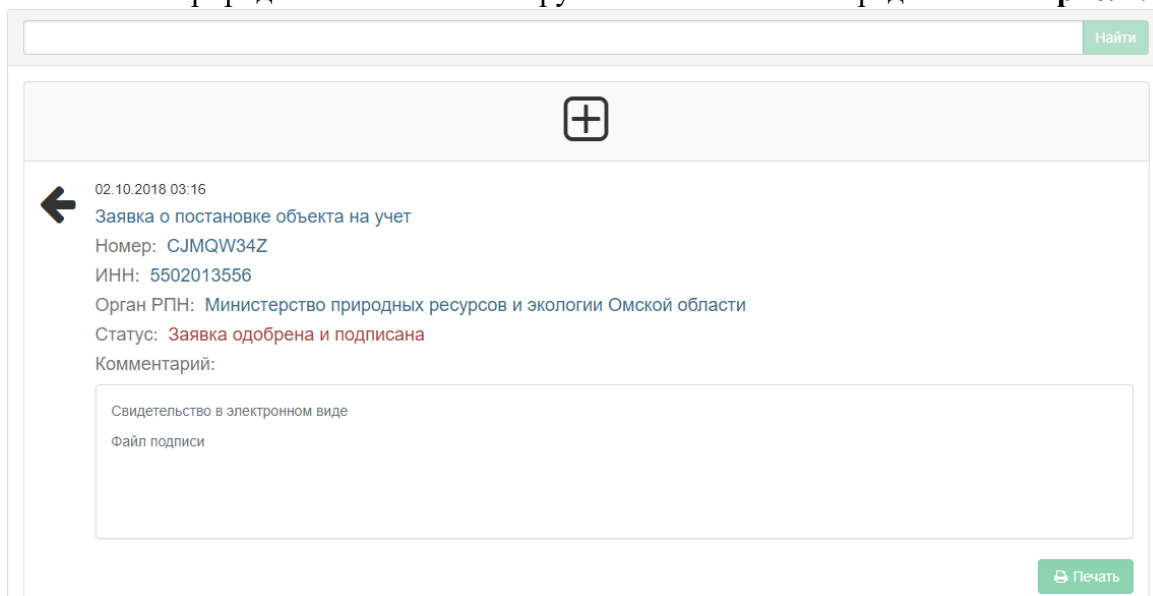 Найти
02.10.2018 03:16
Заявка о постановке объекта на учет
Номер: CJMQW34Z
ИНН: 5502013556
Орган РПН: Министерство природных ресурсов и экологии Омской области
Статус: Заявка одобрена и подписана
Комментарий:
Свидетельство в электронном виде
Файл подписи
Печать